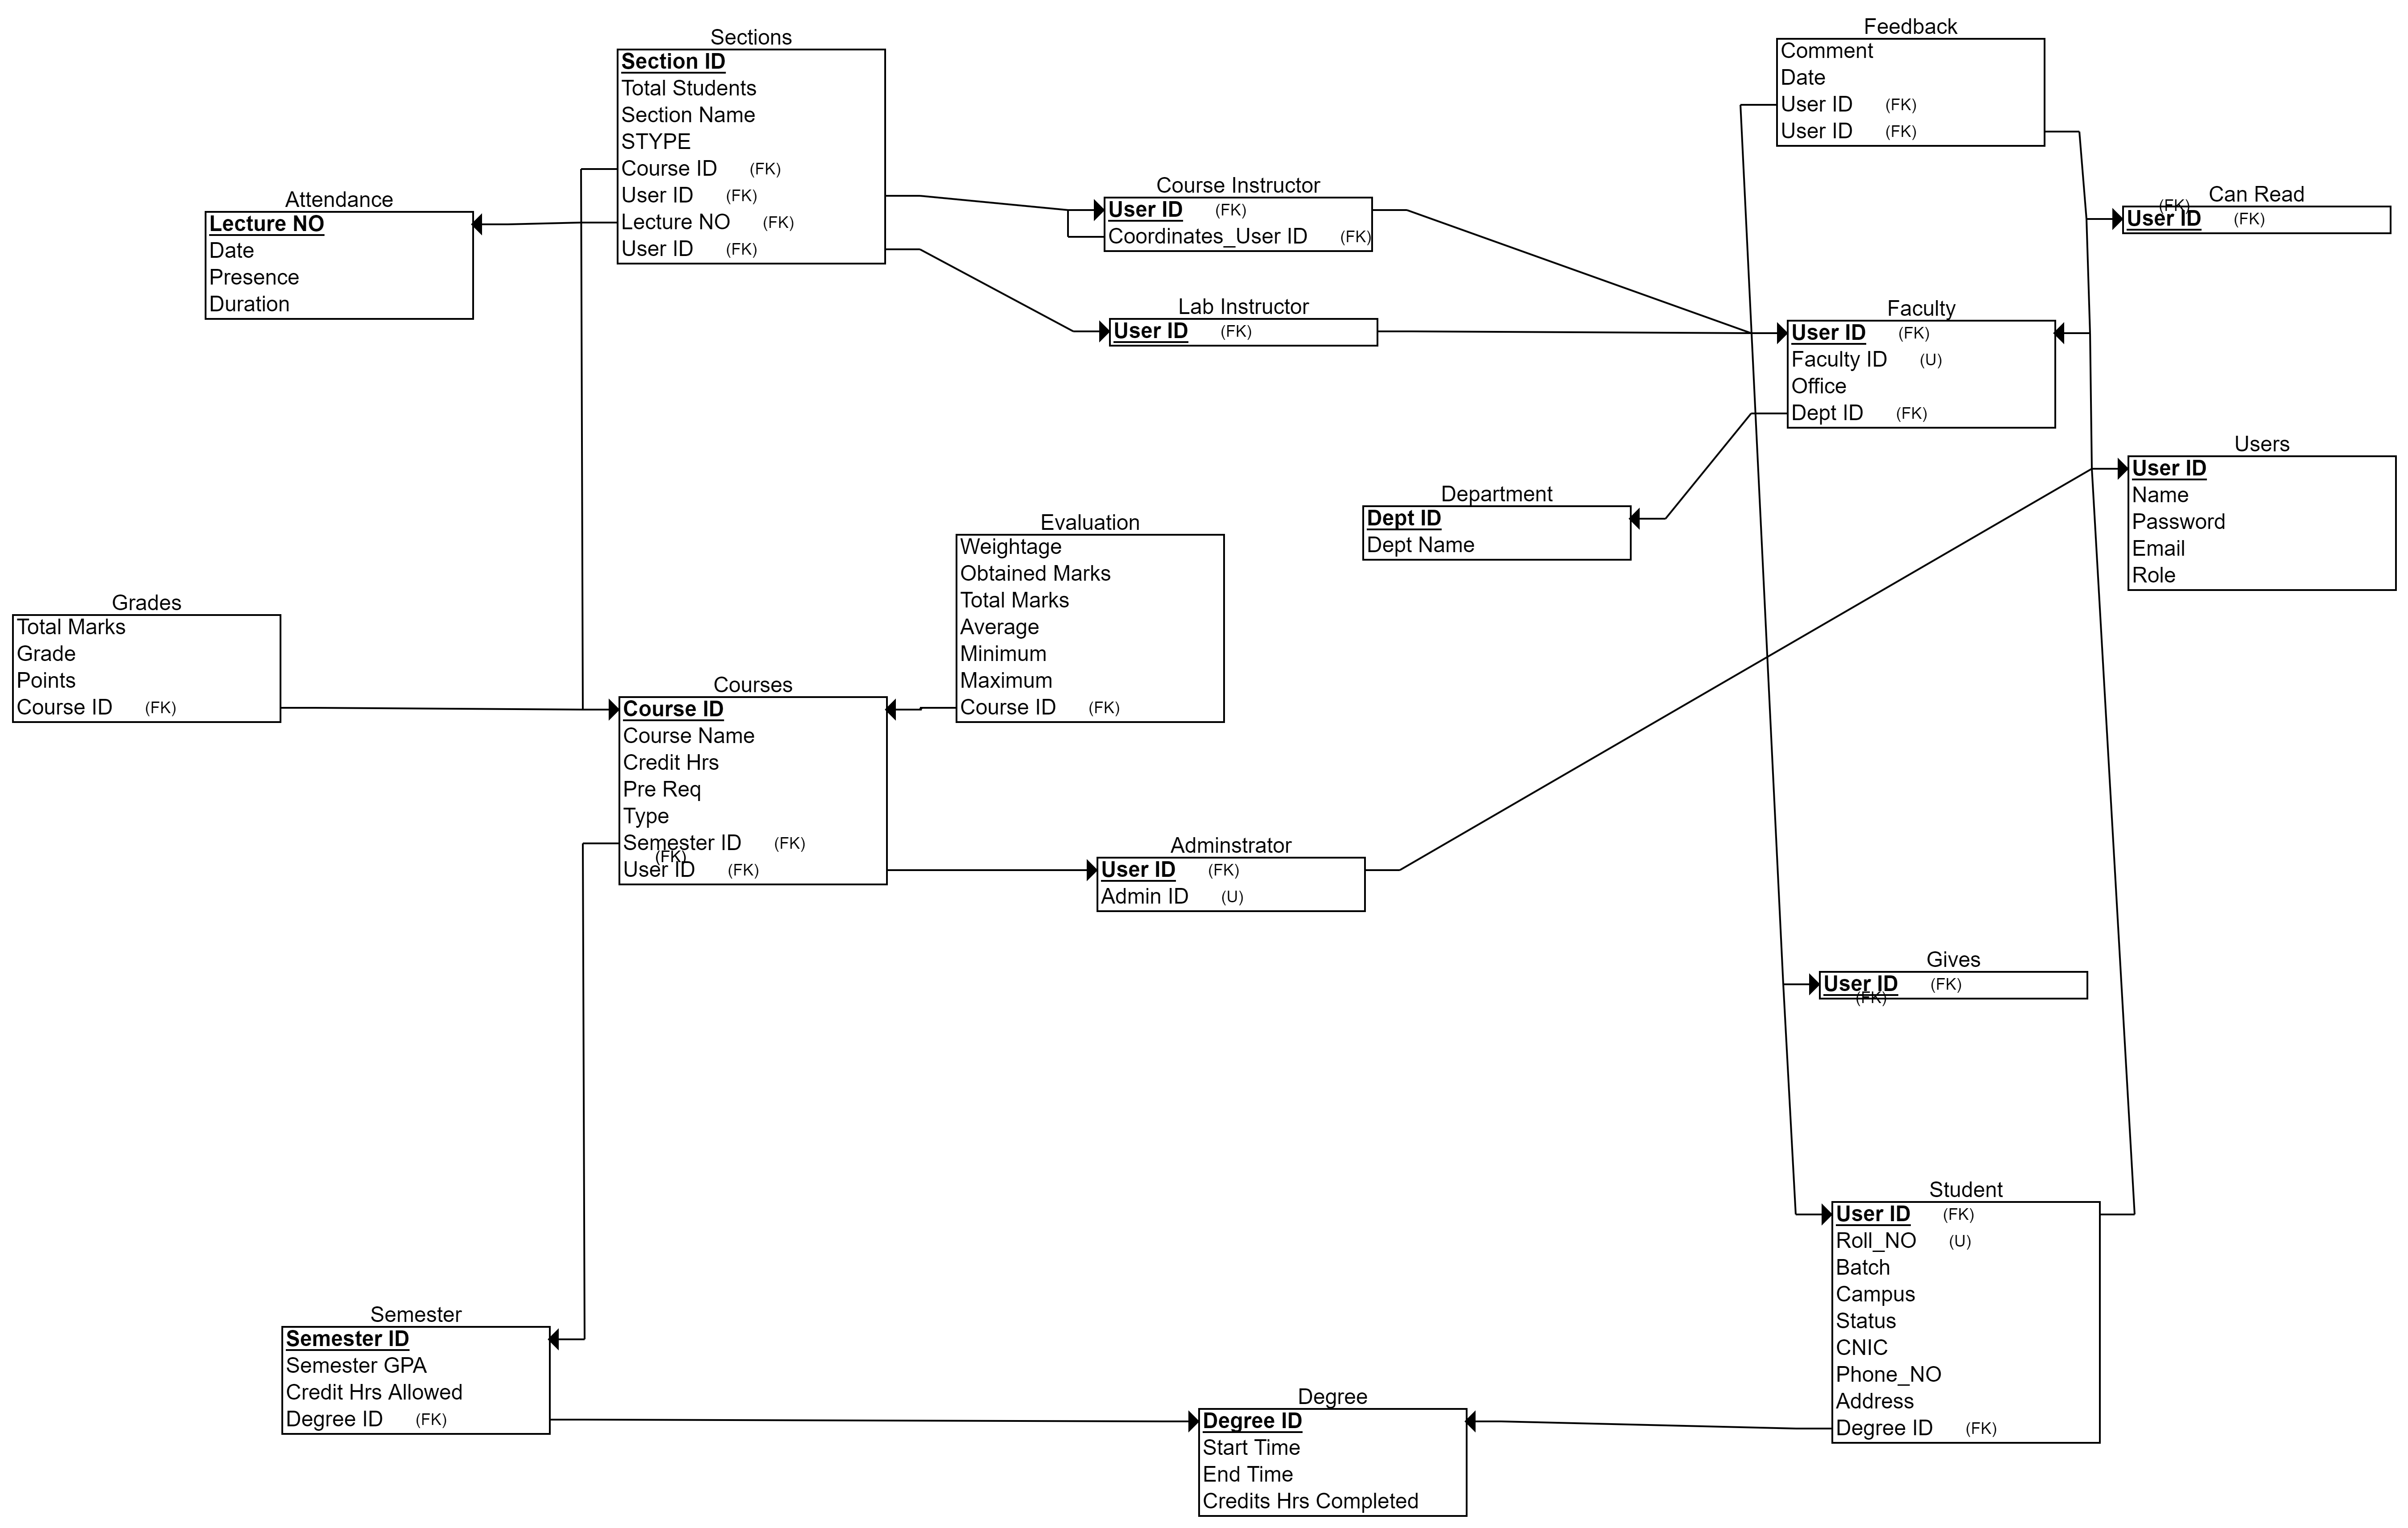 Sections
Section ID
Total Students
Section Name
STYPE
Course ID (FK)
User ID (FK)
Lecture NO (FK)
User ID (FK)
Feedback
Comment
Date
User ID (FK)
User ID (FK)
Attendance
Lecture NO
Date
Presence
Duration
Course Instructor
User ID (FK)
Coordinates_User ID (FK)
Can Read
(FK)
User ID (FK)
Lab Instructor
User ID (FK)
Faculty
User ID (FK)
Faculty ID (U)
Office
Dept ID (FK)
Users
User ID
Name
Password
Email
Role
Department
Dept ID
Dept Name
Evaluation
Weightage
Obtained Marks
Total Marks
Average
Minimum
Maximum
Course ID (FK)
Grades
Total Marks
Grade
Points
Course ID (FK)
Courses
Course ID
Course Name
Credit Hrs
Pre Req
Type
Semester ID (FK)
(FK)
User ID (FK)
Adminstrator
User ID (FK)
Admin ID (U)
Gives
User ID (FK)
(FK)
Student
User ID (FK)
Roll_NO (U)
Batch
Campus
Status
CNIC
Phone_NO
Address
Degree ID (FK)
Semester
Semester ID
Semester GPA
Credit Hrs Allowed
Degree ID (FK)
Degree
Degree ID
Start Time
End Time
Credits Hrs Completed